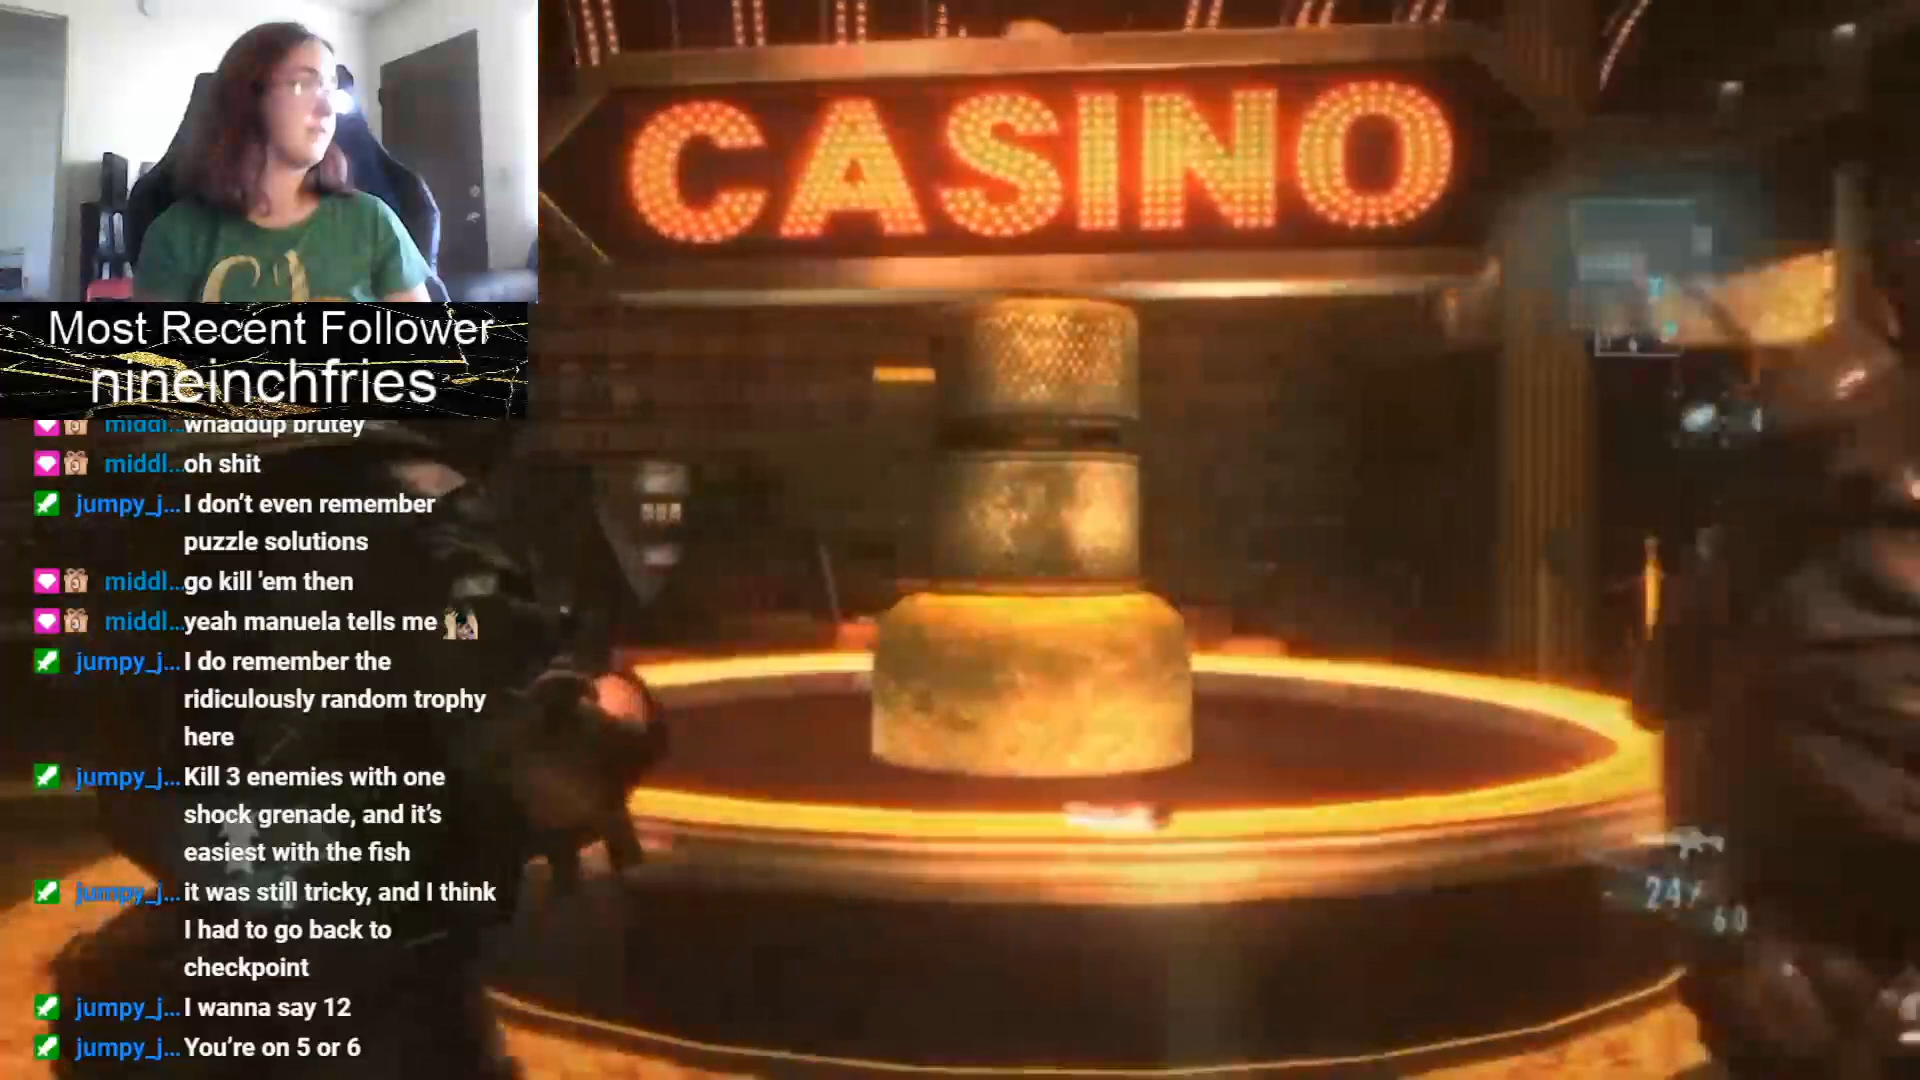 CASINO
Most Recent Follower
nineinchfries
middl... whaddup brutey
middl... oh shit
jumpy_j... I don't even remember
puzzle solutions
middl... go kill 'em then
middl... yeah manuela tells me
jumpy_j... I do remember the
ridiculously random trophy
here
jumpy_j... Kill 3 enemies with one
shock grenade, and it's
easiest with the fish
jumpy_j... it was still tricky, and I think
I had to go back to
checkpoint
jumpy_j... I wanna say 12
jumpy_j... You're on 5 or 6
24/
60